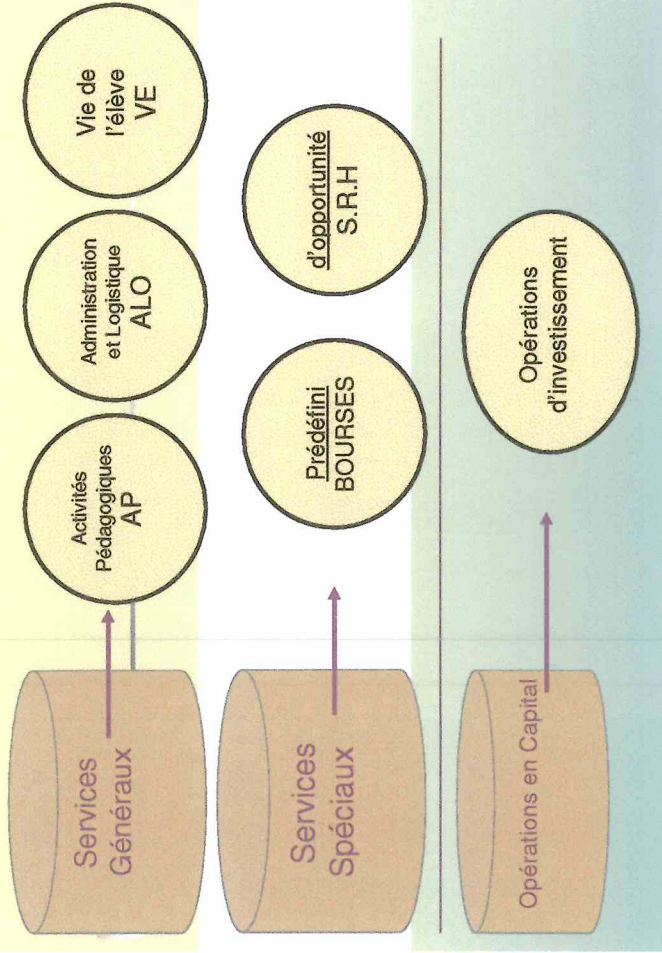 Services
Généraux
Activités
Pédagogiques
AP
Administration
et Logistique
ALO
Vie de
l'élève
VE
Services
Spéciaux
Prédéfini
BOURSES
d'opportunité
S.R.H
Opérations en Capital
Opérations
d'investissement